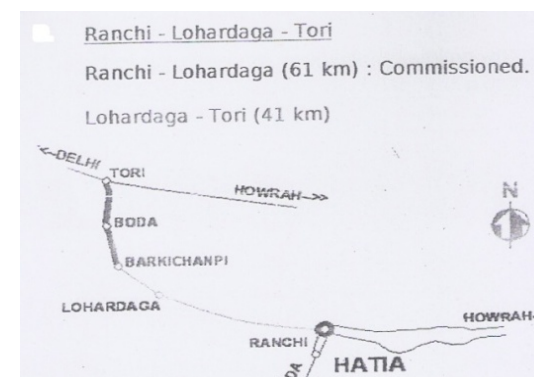 Ranchi - Lohardaga - Tori
Ranchi - Lohardaga (61 km) : Commissioned.
Lohardaga - Tori (41 km)
DELHI
TORI
HOWRAH
N
BODA
BARKICHANPI
LOHARDAGA
HOWRAH
RANCHI
HATIA